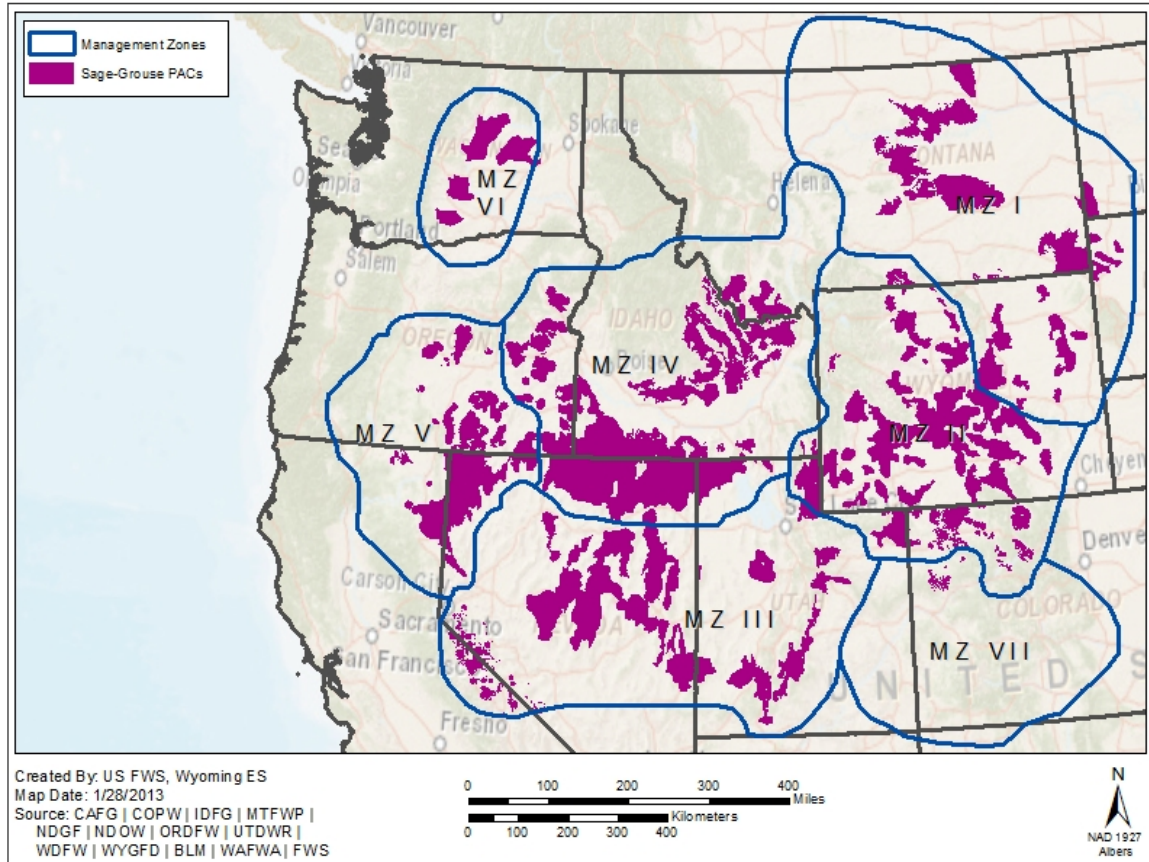 Management Zones
Sage-Grouse PACs
Vancouver
Victoria
Spokane
Olympia
MZ
VI
Portland
Salem
Helena
MONTANA
MZ I
OREGON
IDAHO
Boise
MZ IV
WYOMING
MZ V
MZ II
Cheyen
Denve
Carson City
Sacramento
San Francisco
Fresno
UTAH
MZ III
COLORADO
MZ VII
UNITED S
Created By: US FWS, Wyoming ES
Map Date: 1/28/2013
Source: CAFG | COPW | IDFG | MTFWP |
NDGF | NDOW | ORDFW | UTDWR |
WDFW | WYGFD | BLM | WAFWA | FWS
0 100 200 300 400
Miles
0 100 200 300 400
Kilometers
N
NAD 1927
Albers